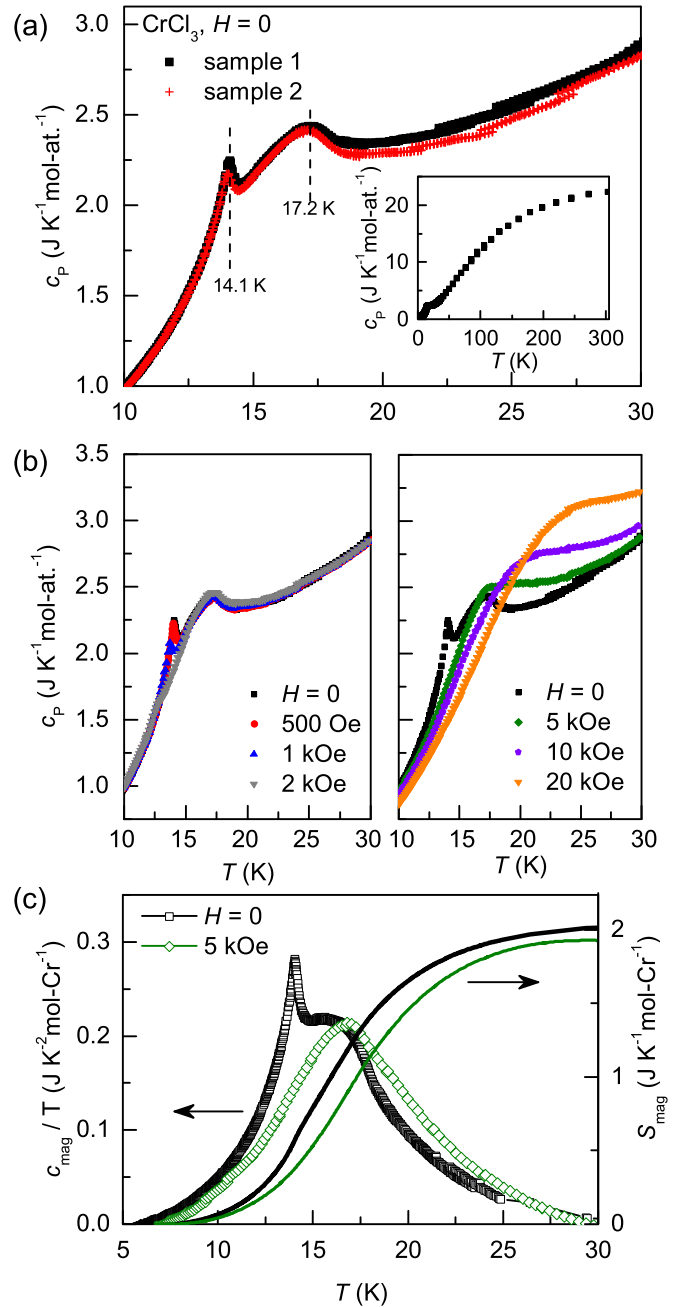 (a)
CrCl₃, H = 0
sample 1
sample 2
3.0
2.5
2.0
1.5
1.0
c_P (J K⁻¹mol-at.⁻¹)
14.1 K
17.2 K
20
10
0
c_P (J K⁻¹mol-at.⁻¹)
0 100 200 300
T (K)
10 15 20 25 30
(b)
3.5
3.0
2.5
2.0
1.5
1.0
c_P (J K⁻¹mol-at.⁻¹)
H = 0
500 Oe
1 kOe
2 kOe
10 15 20 25 30
T (K)
H = 0
5 kOe
10 kOe
20 kOe
10 15 20 25 30
T (K)
(c)
H = 0
5 kOe
0.3
0.2
0.1
0.0
c_mag / T (J K⁻²mol-Cr⁻¹)
2
1
0
S_mag (J K⁻¹mol-Cr⁻¹)
5 10 15 20 25 30
T (K)